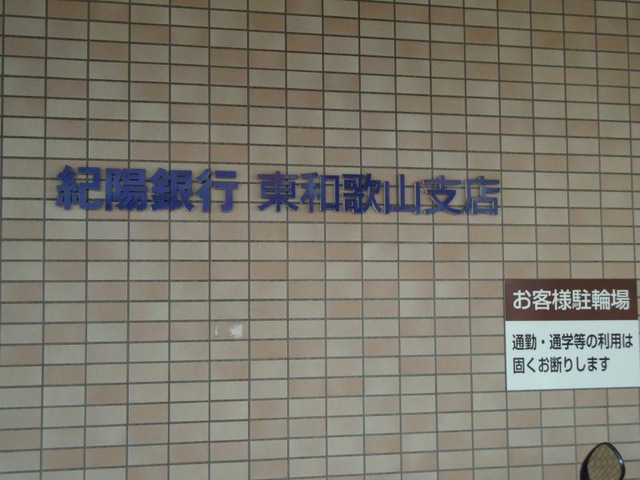 紀陽銀行 東和歌山支店
お客様駐輪場
通勤・通学等の利用は
固くお断りします